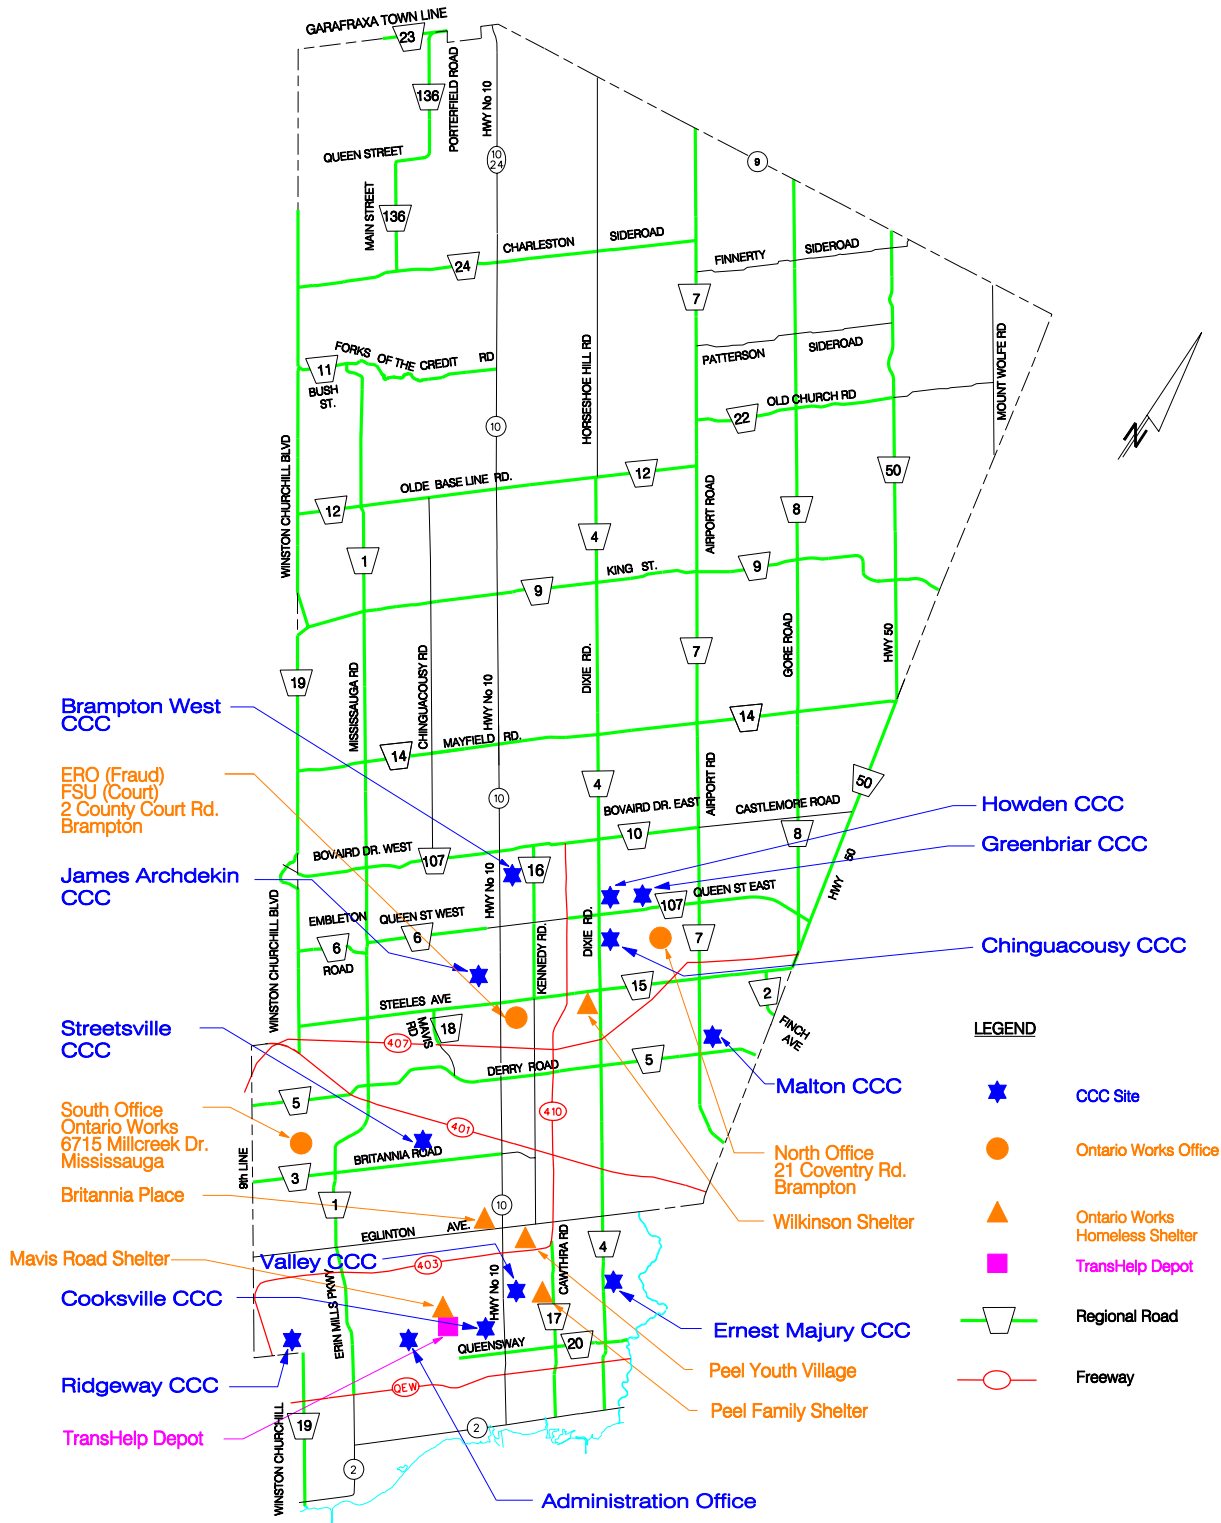 GARAFRAXA TOWN LINE
23
PORTERFIELD ROAD
136
HWY No 10
10
24
9
QUEEN STREET
MAIN STREET
136
CHARLESTON SIDEROAD
24
FINNERTY SIDEROAD
7
HORSESHOE HILL RD
PATTERSON SIDEROAD
MOUNT WOLFE RD
FORKS OF THE CREDIT RD
11
BUSH
ST.
OLD CHURCH RD
22
10
WINSTON CHURCHILL BLVD
OLDE BASE LINE RD.
12
12
50
AIRPORT ROAD
8
4
1
KING ST.
9
9
N
GORE ROAD
HWY 50
DIXIE RD.
7
19
MISSISSAUGA RD
CHINGUACOUSY RD
HWY No 10
Brampton West
CCC
MAYFIELD RD.
14
14
ERO (Fraud)
FSU (Court)
2 County Court Rd.
Brampton
10
4
AIRPORT RD
50
BOVAIRD DR. EAST
CASTLEMORE ROAD
Howden CCC
10
8
Greenbriar CCC
BOVAIRD DR. WEST
107
16
HWY 50
James Archdekin
CCC
HWY No 10
QUEEN ST EAST
107
WINSTON CHURCHILL BLVD
EMBLETON
QUEEN ST WEST
6
6
ROAD
KENNEDY RD.
DIXIE RD.
7
Chinguacousy CCC
STEELES AVE
15
2
MAVIS
RD
18
FINCH
AVE
Streetsville
CCC
407
DERRY ROAD
5
LEGEND
Malton CCC
CCC Site
5
South Office
Ontario Works
6715 Millcreek Dr.
Mississauga
401
410
BRITANNIA ROAD
9th LINE
3
North Office
21 Coventry Rd.
Brampton
Ontario Works Office
Britannia Place
1
10
EGLINTON AVE.
Wilkinson Shelter
Ontario Works
Homeless Shelter
Mavis Road Shelter
Valley CCC
403
CAWTHRA RD
4
TransHelp Depot
Cooksville CCC
ERIN MILLS PKWY
HWY No 10
17
Regional Road
Ernest Majury CCC
QUEENSWAY
20
Peel Youth Village
Ridgeway CCC
QEW
Freeway
Peel Family Shelter
TransHelp Depot
WINSTON CHURCHILL
19
2
2
Administration Office